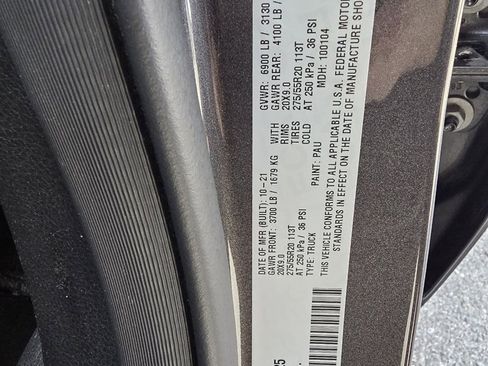 DATE OF MFR (BUILT): 10-21 GVWR: 6900 LB / 3130
GAWR FRONT: 3700 LB / 1679 KG WITH GAWR REAR: 4100 LB /
20X9.0 RIMS 20X9.0
275/55R20 113T TIRES 275/55R20 113T
AT 250 kPa / 36 PSI COLD AT 250 kPa / 36 PSI
TYPE: TRUCK PAINT: PAU MDH: 100104
THIS VEHICLE CONFORMS TO ALL APPLICABLE U.S.A. FEDERAL MOTOR
STANDARDS IN EFFECT ON THE DATE OF MANUFACTURE SHO